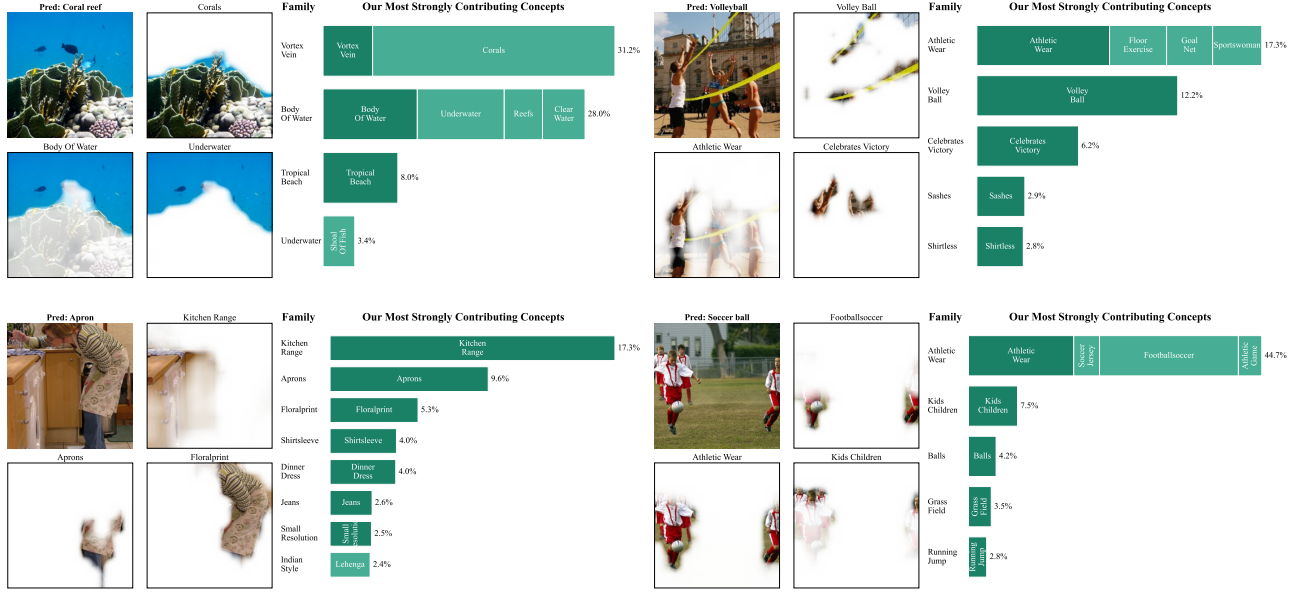 Pred: Coral reef
Corals
Body Of Water
Underwater
Family
Our Most Strongly Contributing Concepts
Vortex
Vein
Vortex
Vein
Corals
31.2%
Body
Of Water
Body
Of Water
Underwater
Reefs
Clear
Water
28.0%
Tropical
Beach
Tropical
Beach
8.0%
Underwater
Shoal
Of Fish
3.4%
Pred: Volleyball
Volley Ball
Athletic Wear
Celebrates Victory
Family
Our Most Strongly Contributing Concepts
Athletic
Wear
Athletic
Wear
Floor
Exercise
Goal
Net
Sportswoman
17.3%
Volley
Ball
Volley
Ball
12.2%
Celebrates
Victory
Celebrates
Victory
6.2%
Sashes
Sashes
2.9%
Shirtless
Shirtless
2.8%
Pred: Apron
Kitchen Range
Aprons
Floralprint
Family
Our Most Strongly Contributing Concepts
Kitchen
Range
Kitchen
Range
17.3%
Aprons
Aprons
9.6%
Floralprint
Floralprint
5.3%
Shirtsleeve
Shirtsleeve
4.0%
Dinner
Dress
Dinner
Dress
4.0%
Jeans
Jeans
2.6%
Small
Resolution
Small
2.5%
Indian
Style
Lehenga
2.4%
Pred: Soccer ball
Footballsoccer
Athletic Wear
Kids Children
Family
Our Most Strongly Contributing Concepts
Athletic
Wear
Athletic
Wear
Soccer
Jersey
Footballsoccer
Athletic
Game
44.7%
Kids
Children
Kids
Children
7.5%
Balls
Balls
4.2%
Grass
Field
Grass
Field
3.5%
Running
Jump
Running
Jump
2.8%